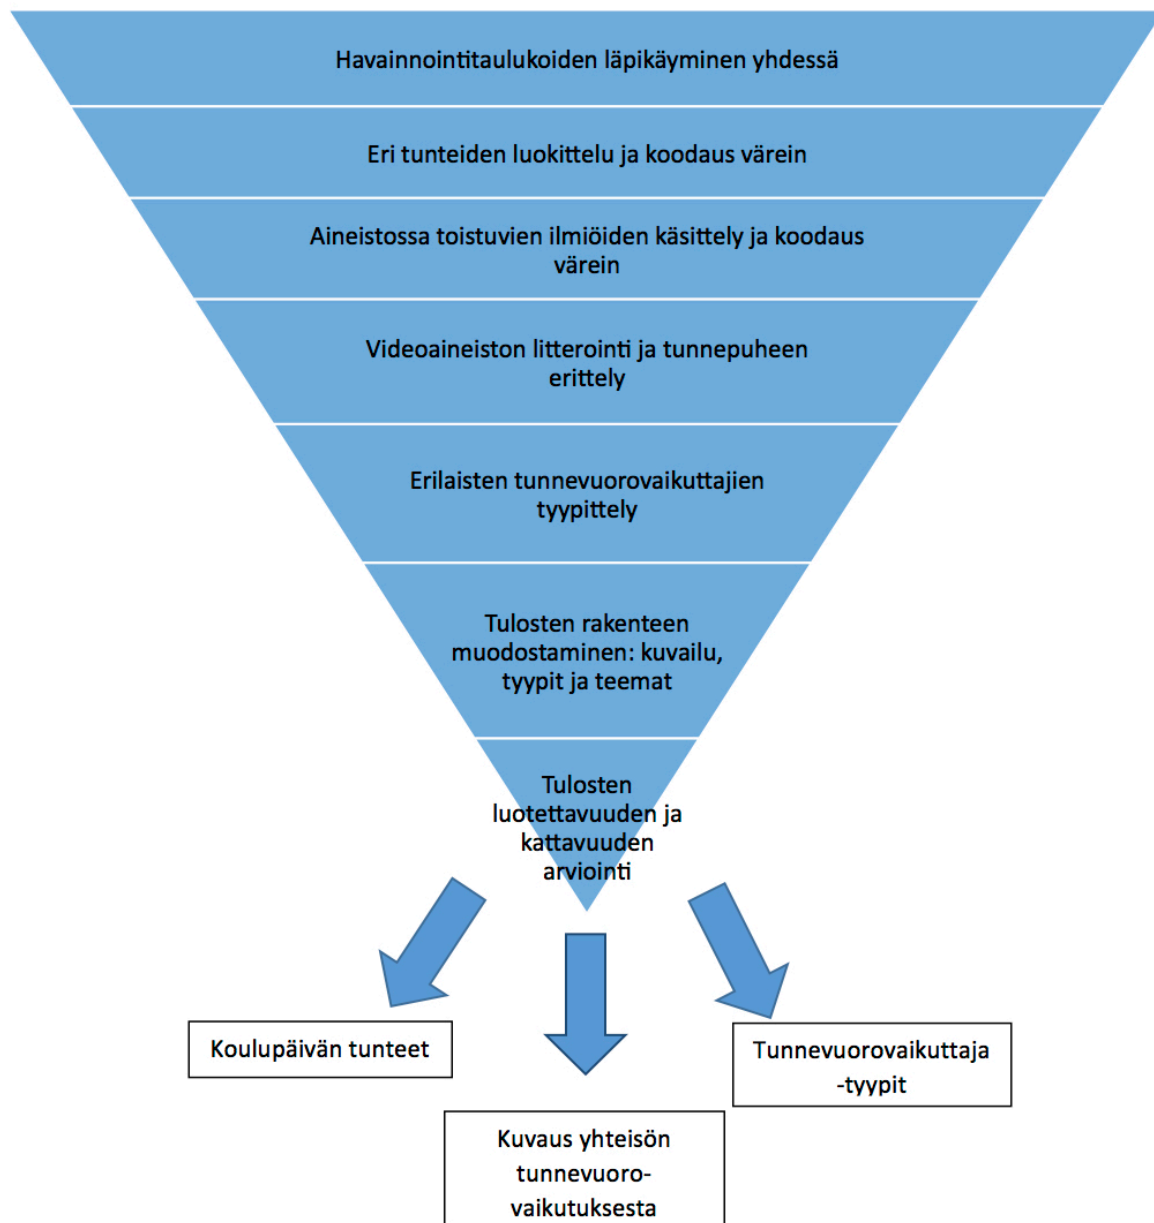 Havainnointitaulukoiden läpikäyminen yhdessä
Eri tunteiden luokittelu ja koodaus värein
Aineistossa toistuvien ilmiöiden käsittely ja koodaus
värein
Videoaineiston litterointi ja tunnepuheen
erittely
Erilaisten tunnevuorovaikuttajien
tyypittely
Tulosten rakenteen
muodostaminen: kuvailu,
tyypit ja teemat
Tulosten
luotettavuuden ja
kattavuuden
arviointi
Koulupäivän tunteet
Tunnevuorovaikuttaja
-tyypit
Kuvaus yhteisön
tunnevuoro-
vaikutuksesta